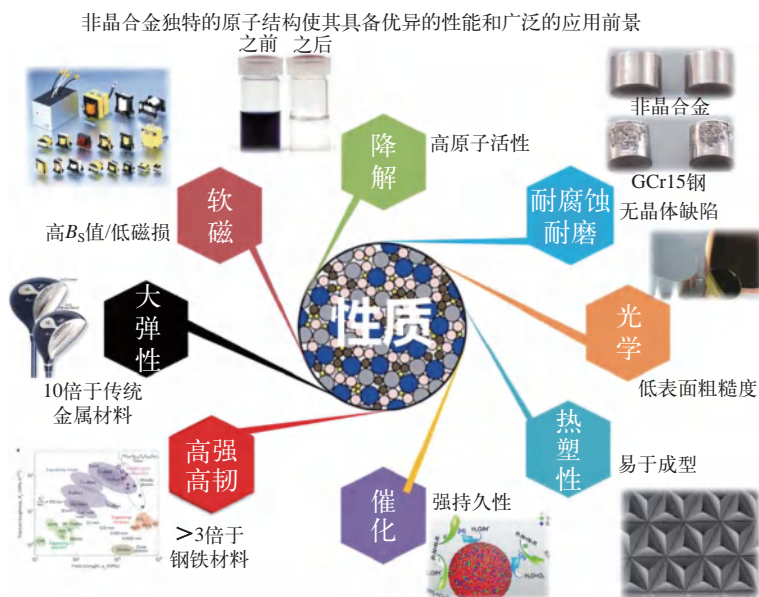 非晶合金独特的原子结构使其具备优异的性能和广泛的应用前景
之前
之后
降解
高原子活性
非晶合金
GCr15钢
无晶体缺陷
耐腐蚀
耐磨
软磁
高Bs值/低磁损
性质
大弹性
10倍于传统
金属材料
光学
低表面粗糙度
热塑性
易于成型
高强
高韧
>3倍于
钢铁材料
催化
强持久性